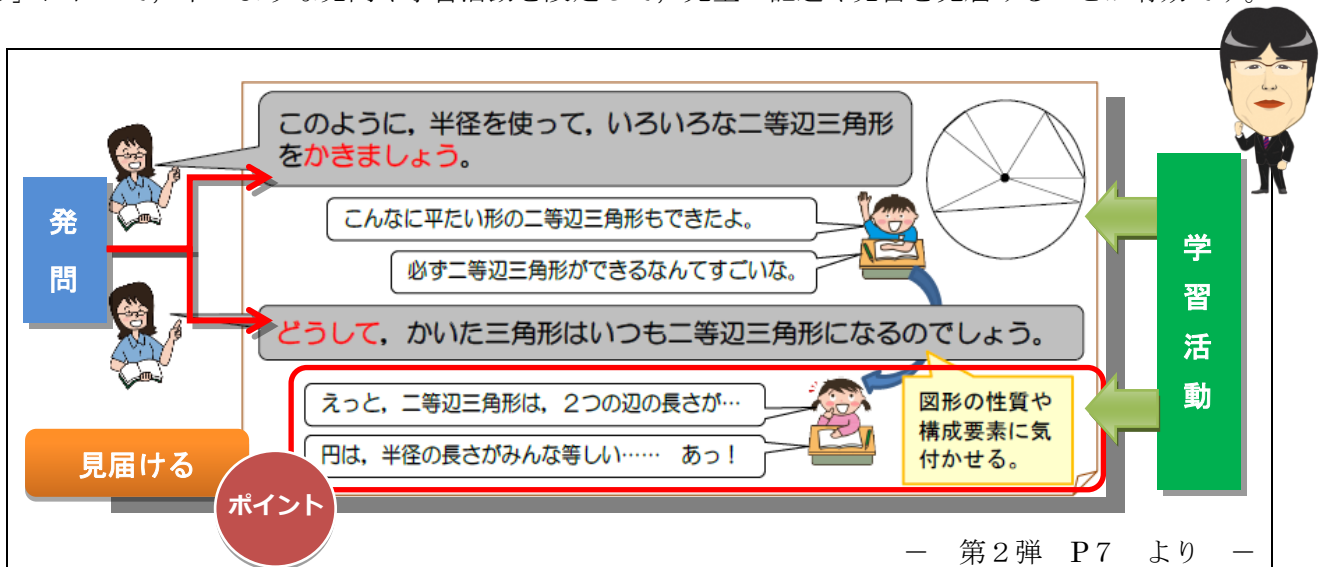 このように，半径を使って，いろいろな二等辺三角形
をかきましょう。
こんなに平たい形の二等辺三角形もできたよ。
必ず二等辺三角形ができるなんてすごいな。
発問
学習活動
どうして，かいた三角形はいつも二等辺三角形になるのでしょう。
えっと，二等辺三角形は，２つの辺の長さが…
円は，半径の長さがみんな等しい…… あっ！
図形の性質や
構成要素に気
付かせる。
見届ける
ポイント
－ 第２弾 P７ より －